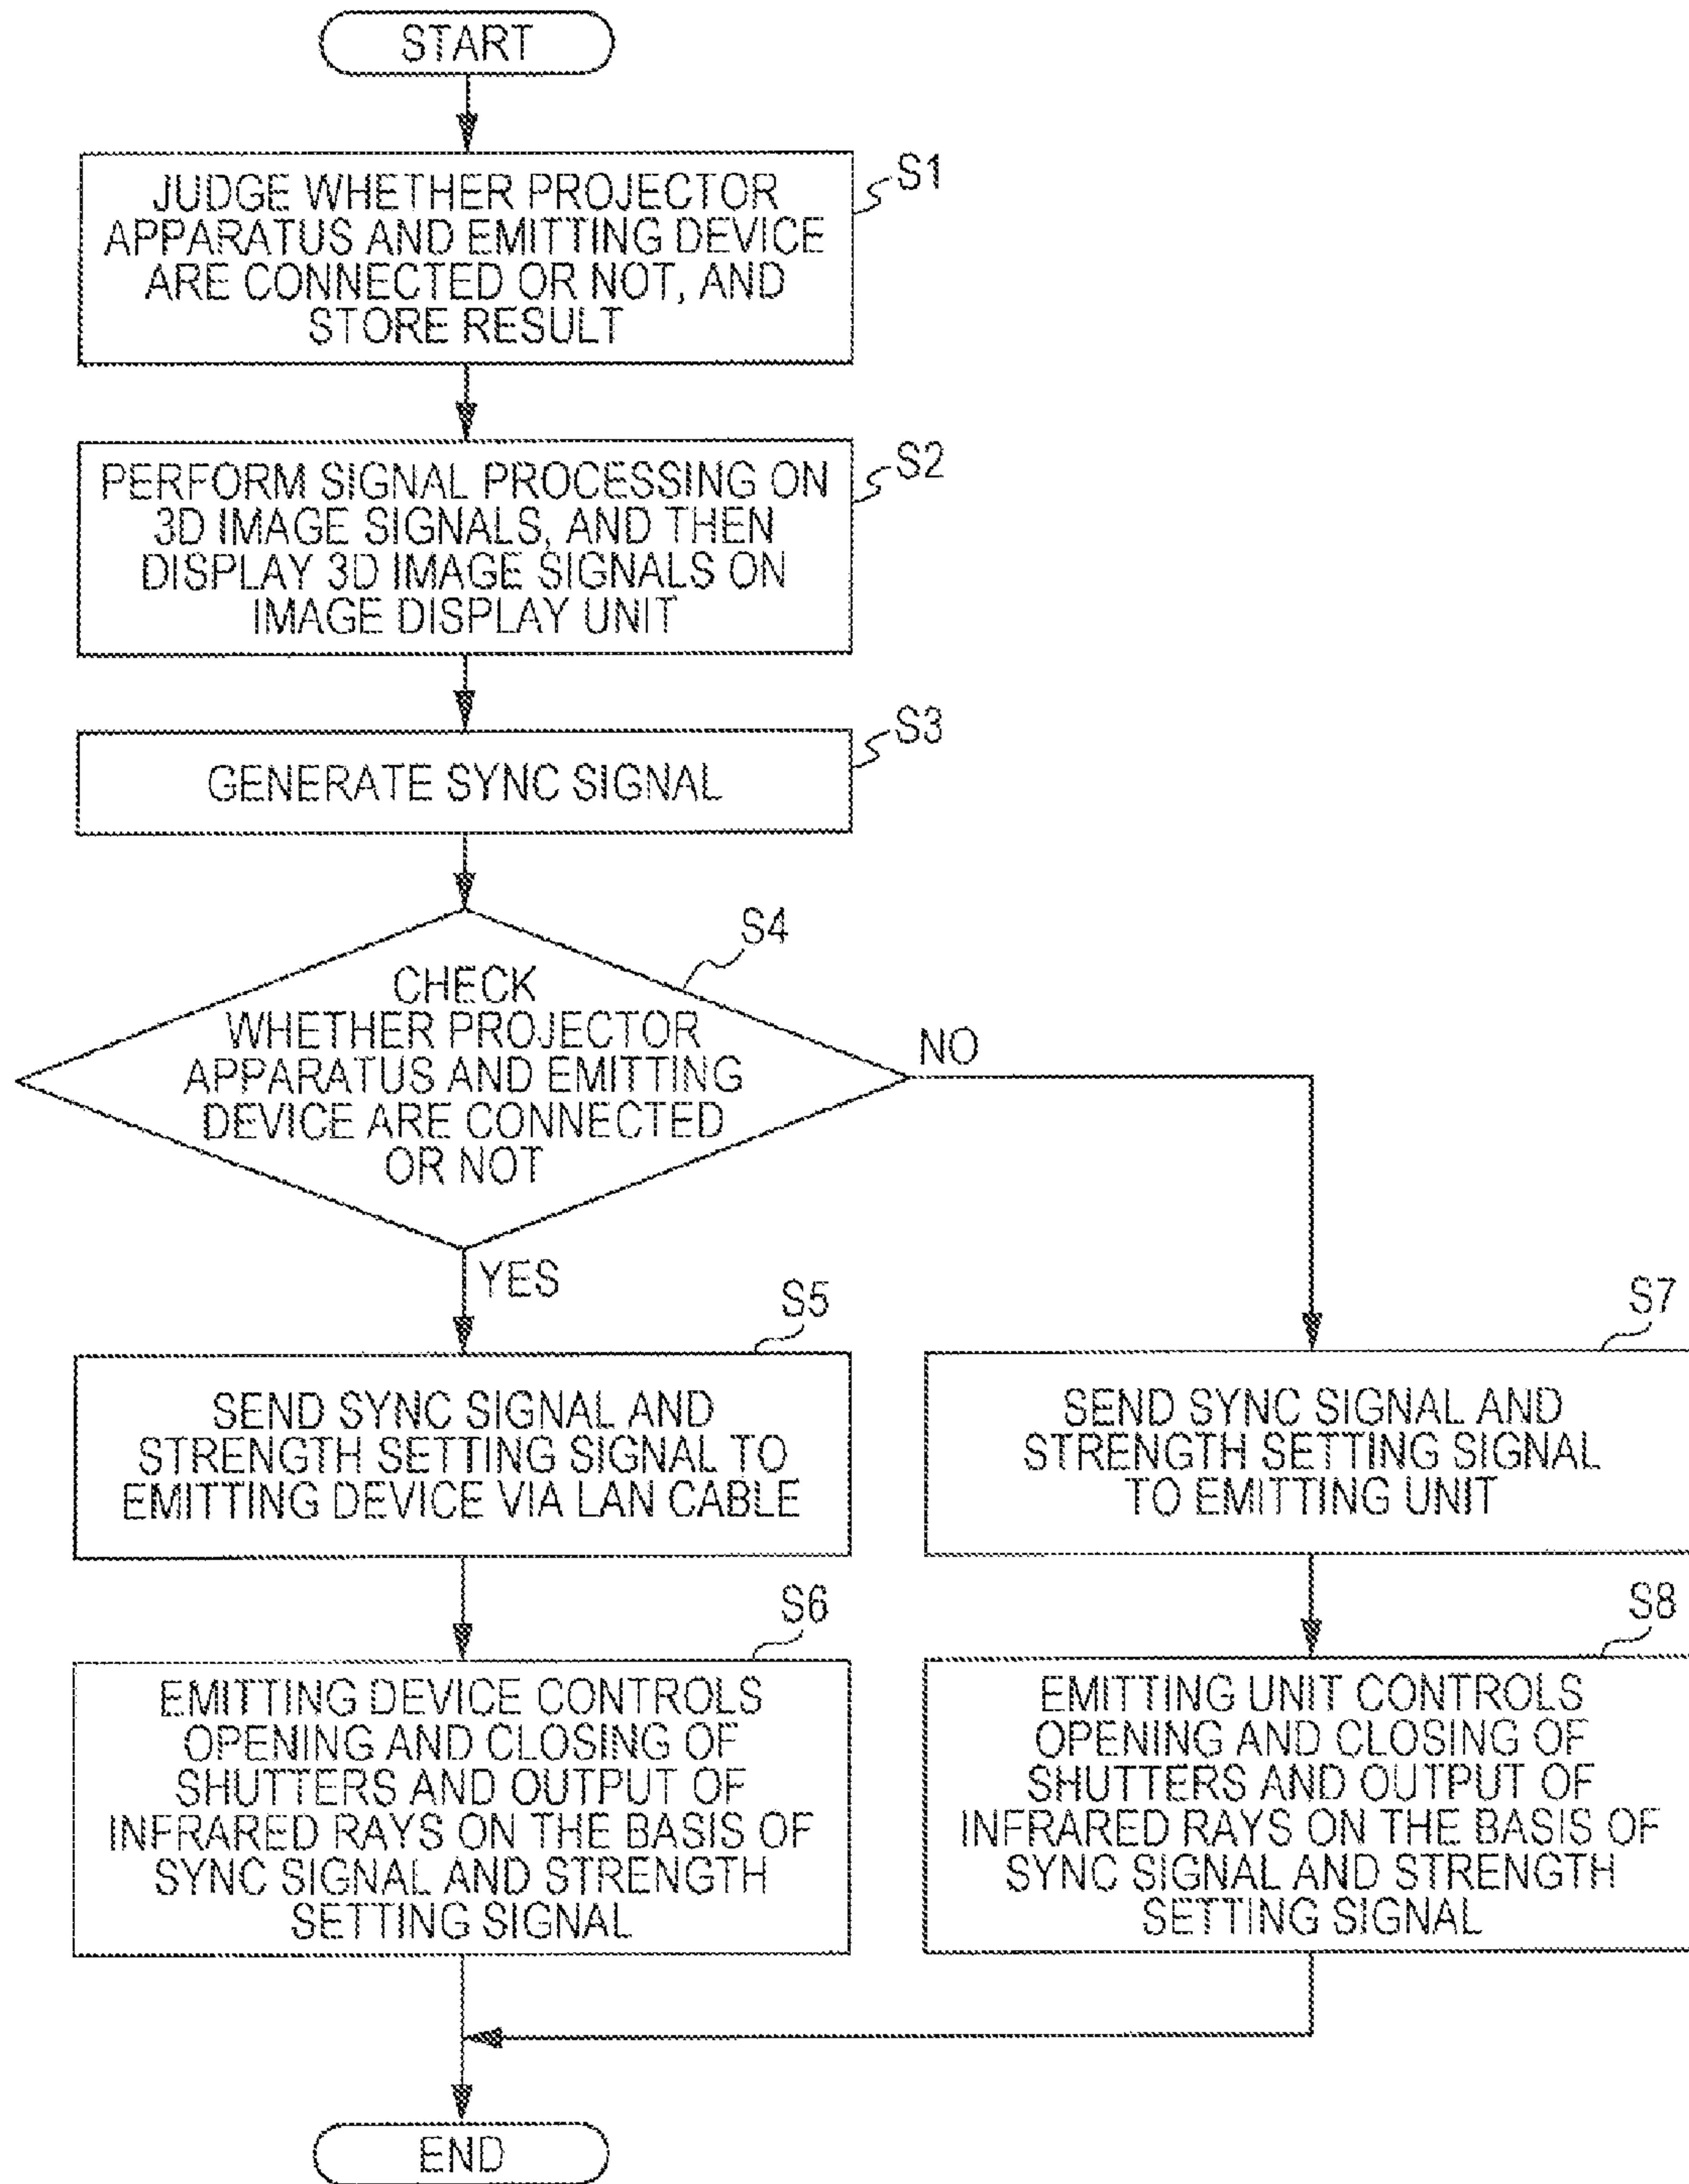 START
S1
JUDGE WHETHER PROJECTOR
APPARATUS AND EMITTING DEVICE
ARE CONNECTED OR NOT, AND
STORE RESULT
S2
PERFORM SIGNAL PROCESSING ON
3D IMAGE SIGNALS, AND THEN
DISPLAY 3D IMAGE SIGNALS ON
IMAGE DISPLAY UNIT
S3
GENERATE SYNC SIGNAL
S4
CHECK
WHETHER PROJECTOR
APPARATUS AND EMITTING
DEVICE ARE CONNECTED
OR NOT
NO
YES
S5
SEND SYNC SIGNAL AND
STRENGTH SETTING SIGNAL TO
EMITTING DEVICE VIA LAN CABLE
S7
SEND SYNC SIGNAL AND
STRENGTH SETTING SIGNAL
TO EMITTING UNIT
S6
EMITTING DEVICE CONTROLS
OPENING AND CLOSING OF
SHUTTERS AND OUTPUT OF
INFRARED RAYS ON THE BASIS OF
SYNC SIGNAL AND STRENGTH
SETTING SIGNAL
S8
EMITTING UNIT CONTROLS
OPENING AND CLOSING OF
SHUTTERS AND OUTPUT OF
INFRARED RAYS ON THE BASIS OF
SYNC SIGNAL AND STRENGTH
SETTING SIGNAL
END